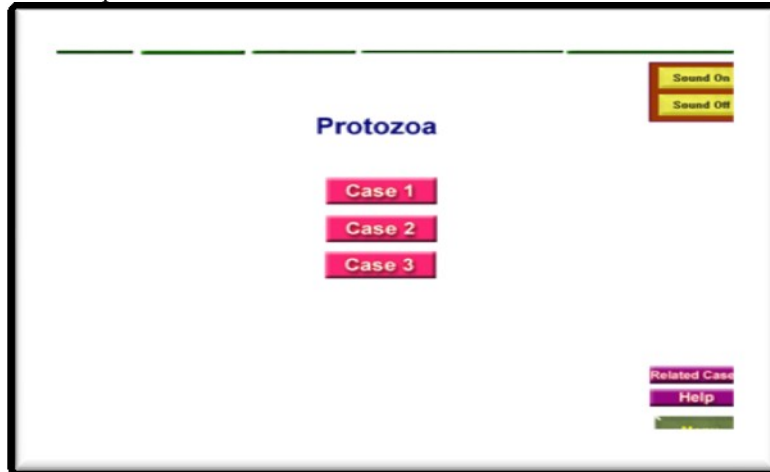 Sound On
Sound Off
Protozoa
Case 1
Case 2
Case 3
Related Case
Help